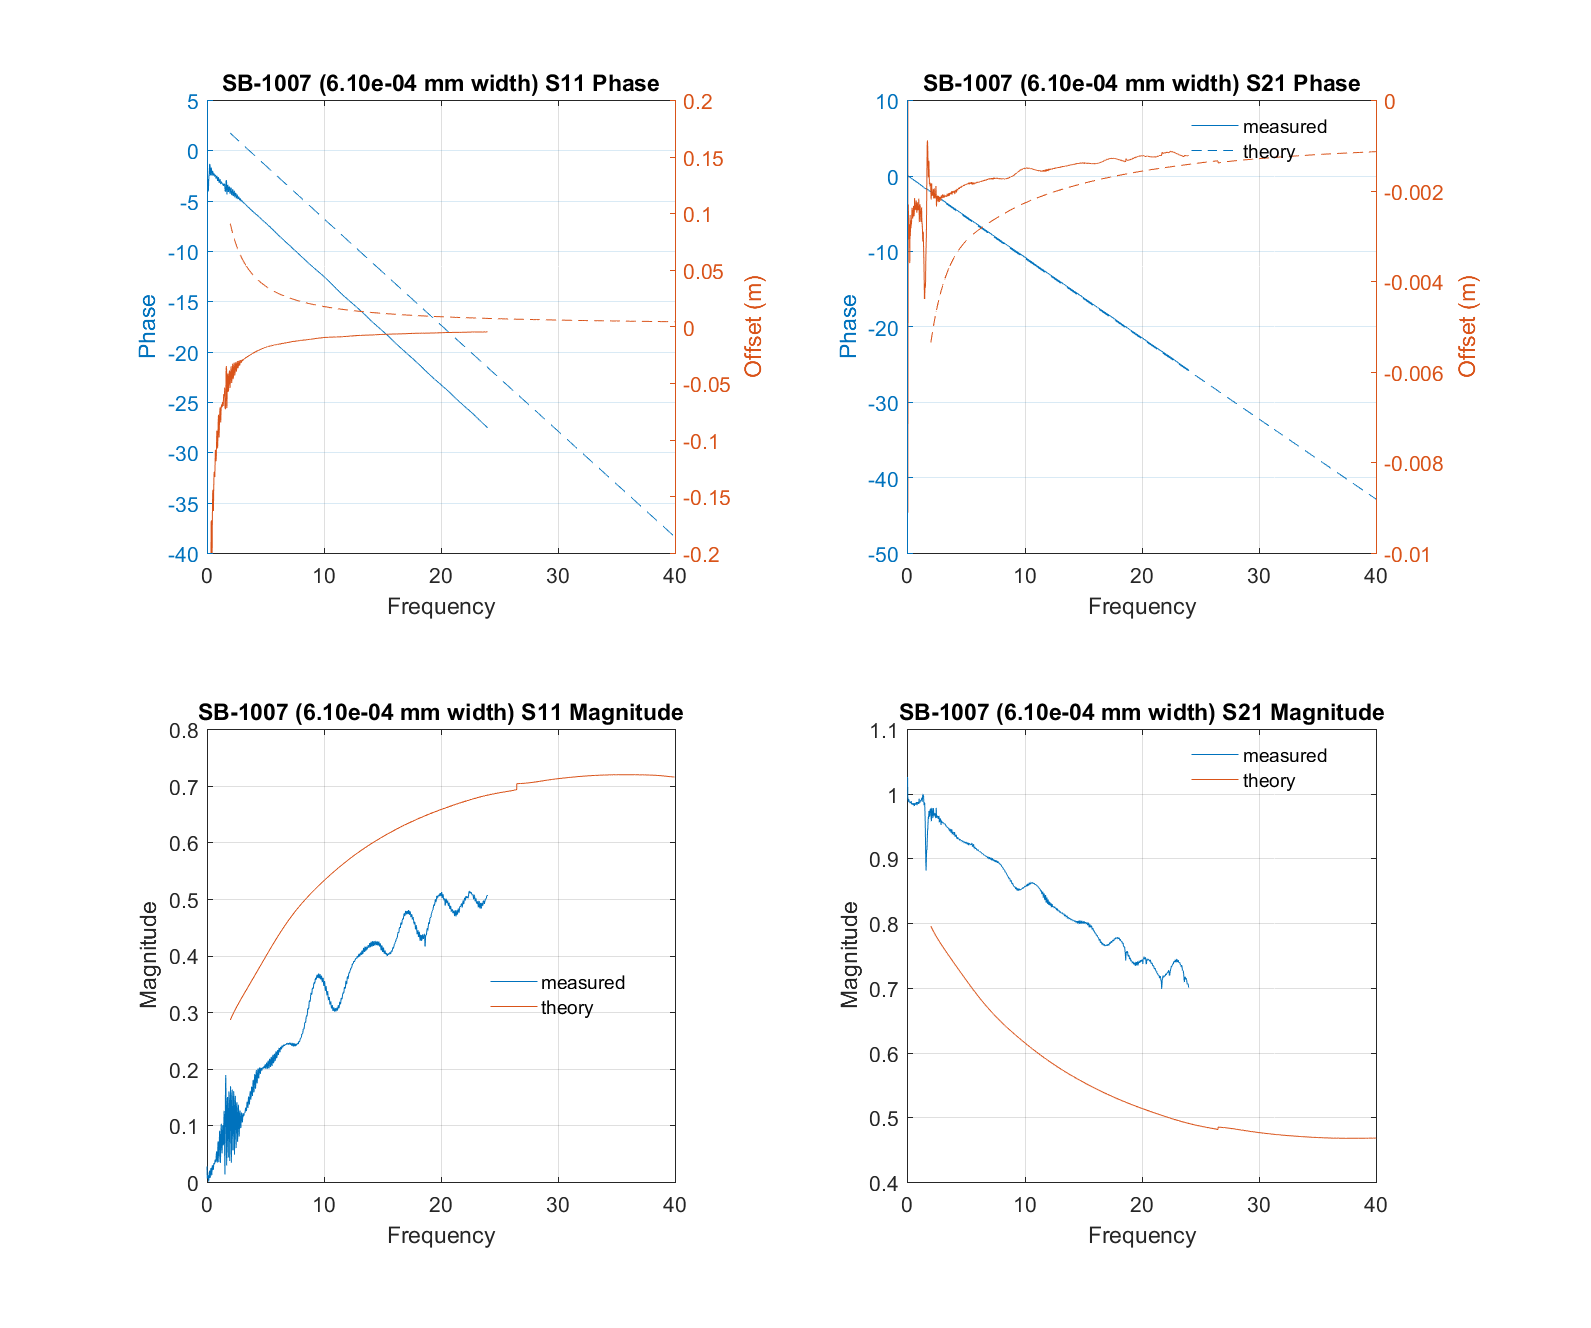 SB-1007 (6.10e-04 mm width) S11 Phase
5
0
-5
-10
-15
-20
-25
-30
-35
-40
Phase
0.2
0.15
0.1
0.05
0
-0.05
-0.1
-0.15
-0.2
Offset (m)
0 10 20 30 40
Frequency
SB-1007 (6.10e-04 mm width) S21 Phase
10
0
-10
-20
-30
-40
-50
Phase
measured
theory
0
-0.002
-0.004
-0.006
-0.008
-0.01
Offset (m)
0 10 20 30 40
Frequency
SB-1007 (6.10e-04 mm width) S11 Magnitude
0.8
0.7
0.6
0.5
0.4
0.3
0.2
0.1
0
Magnitude
measured
theory
0 10 20 30 40
Frequency
SB-1007 (6.10e-04 mm width) S21 Magnitude
1.1
1
0.9
0.8
0.7
0.6
0.5
0.4
Magnitude
measured
theory
0 10 20 30 40
Frequency